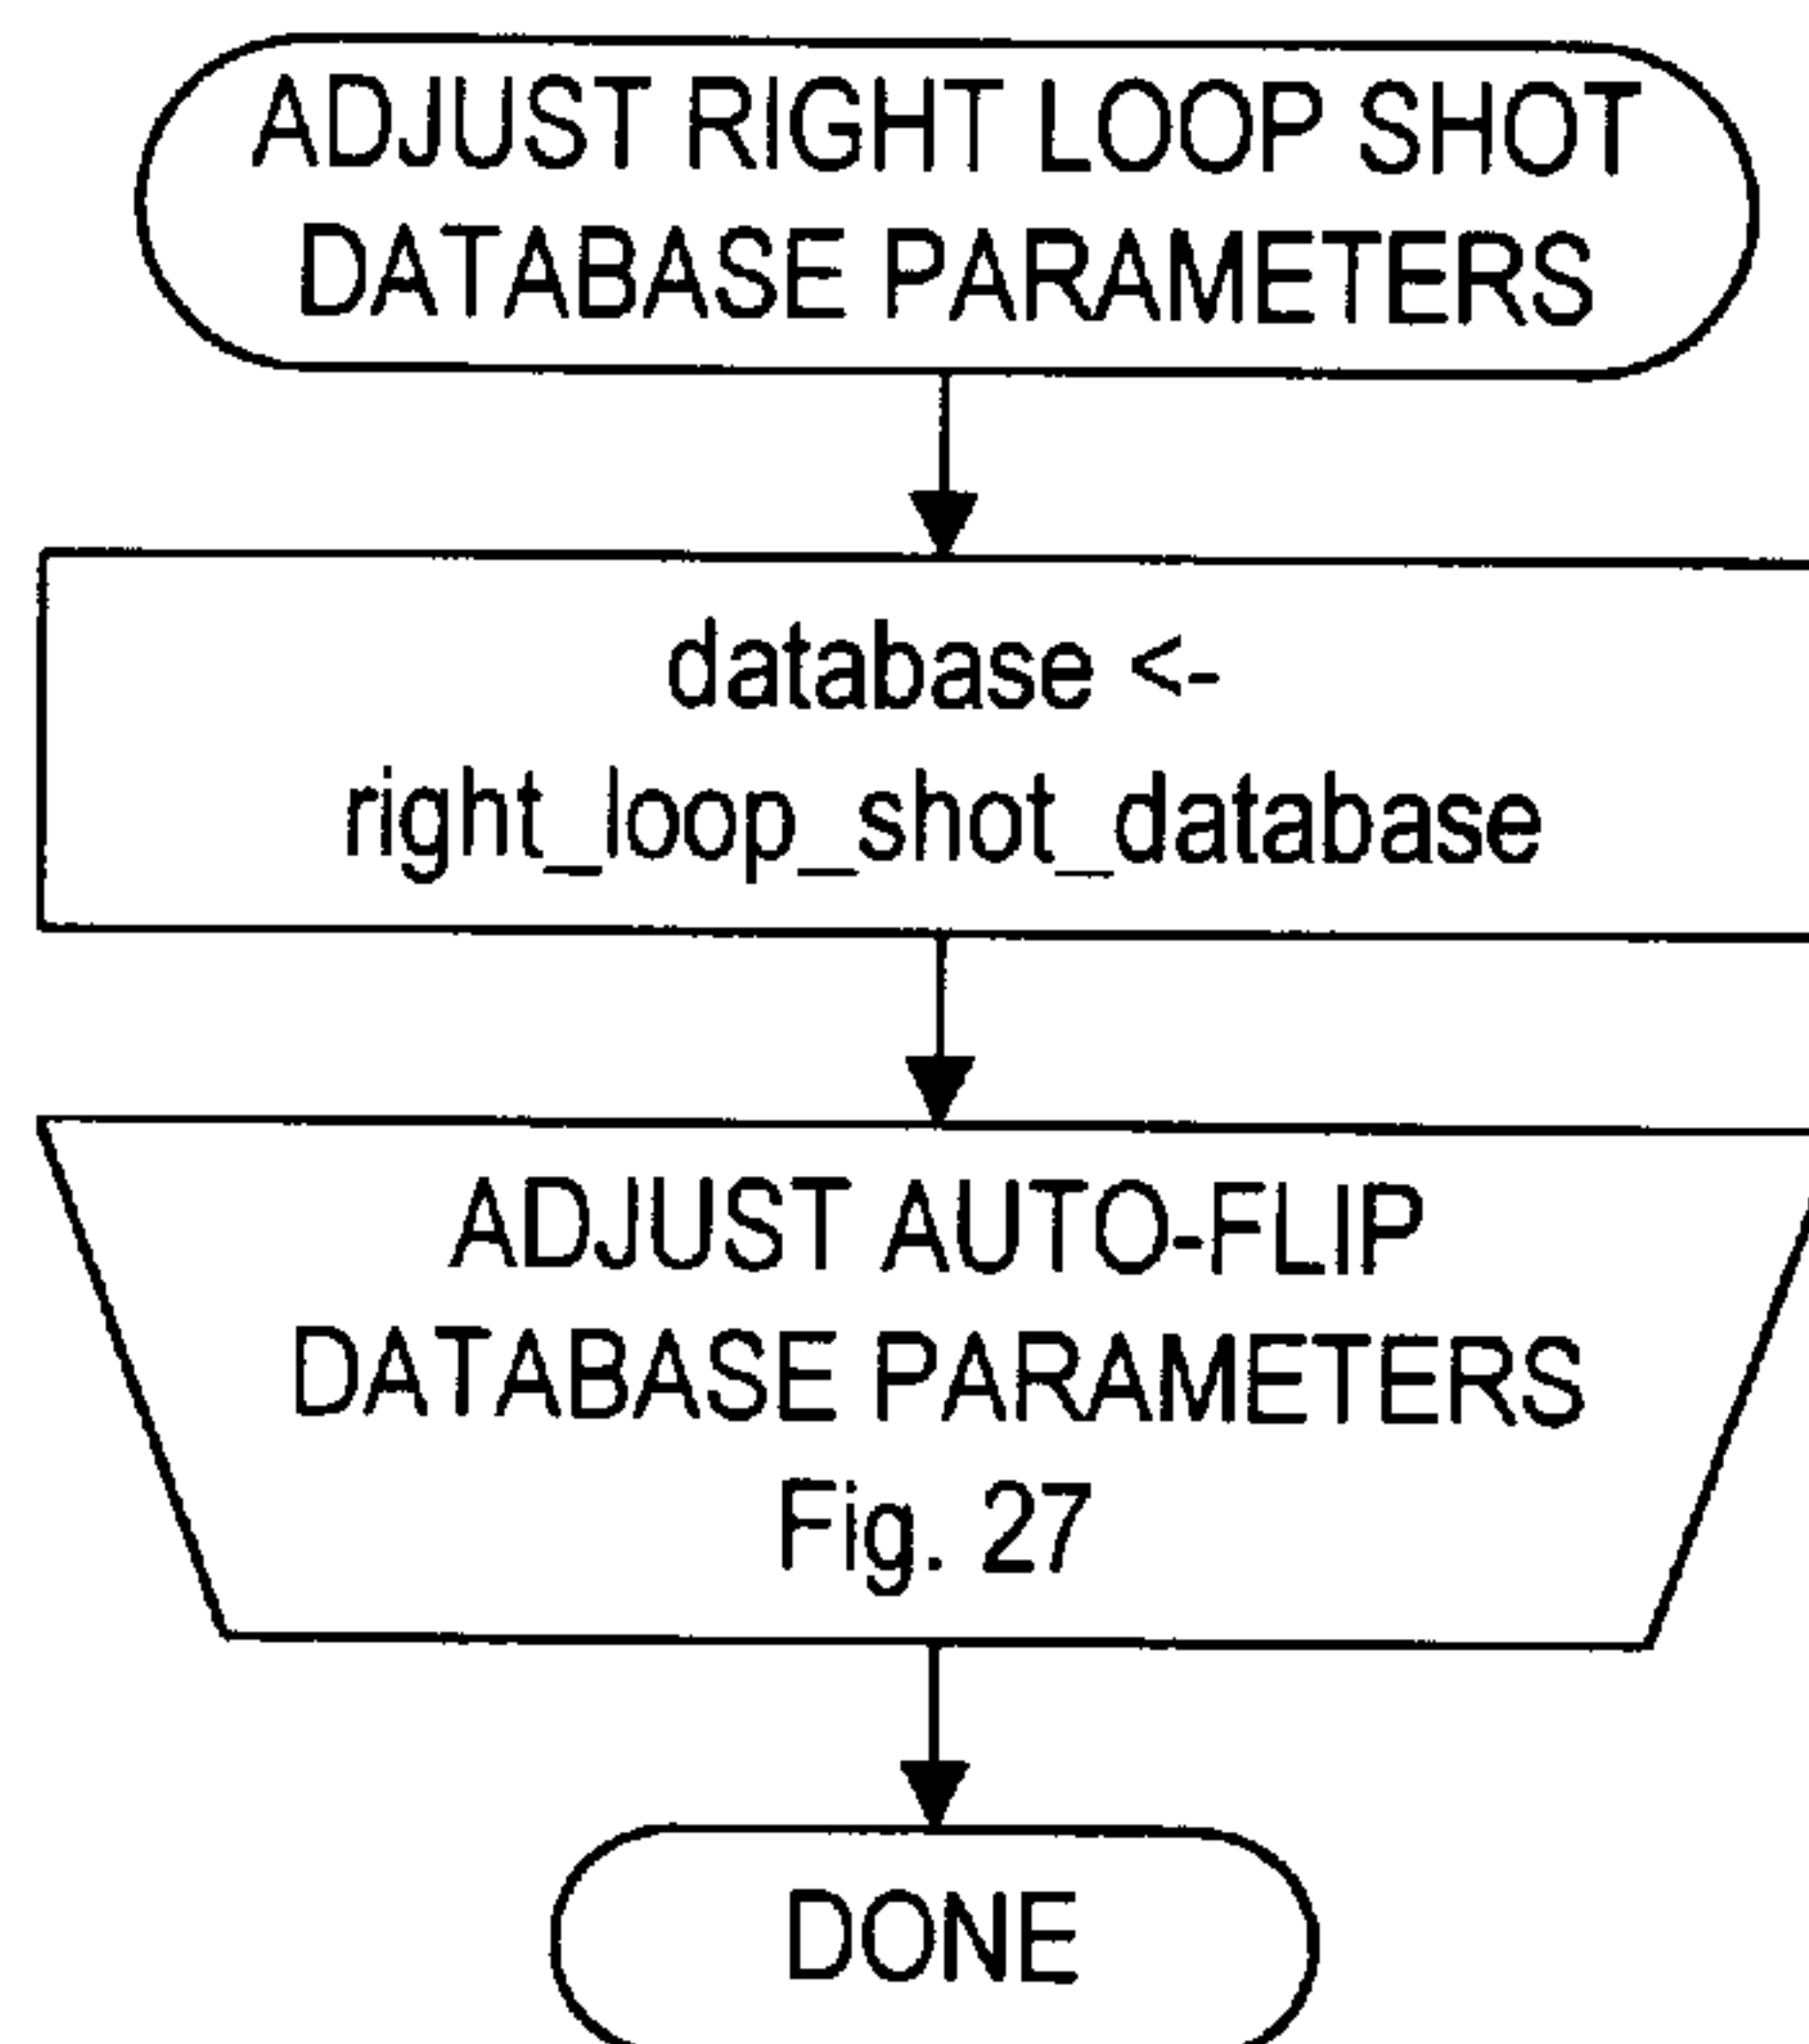 ADJUST RIGHT LOOP SHOT
DATABASE PARAMETERS
database <-
right_loop_shot_database
ADJUST AUTO-FLIP
DATABASE PARAMETERS
Fig. 27
DONE